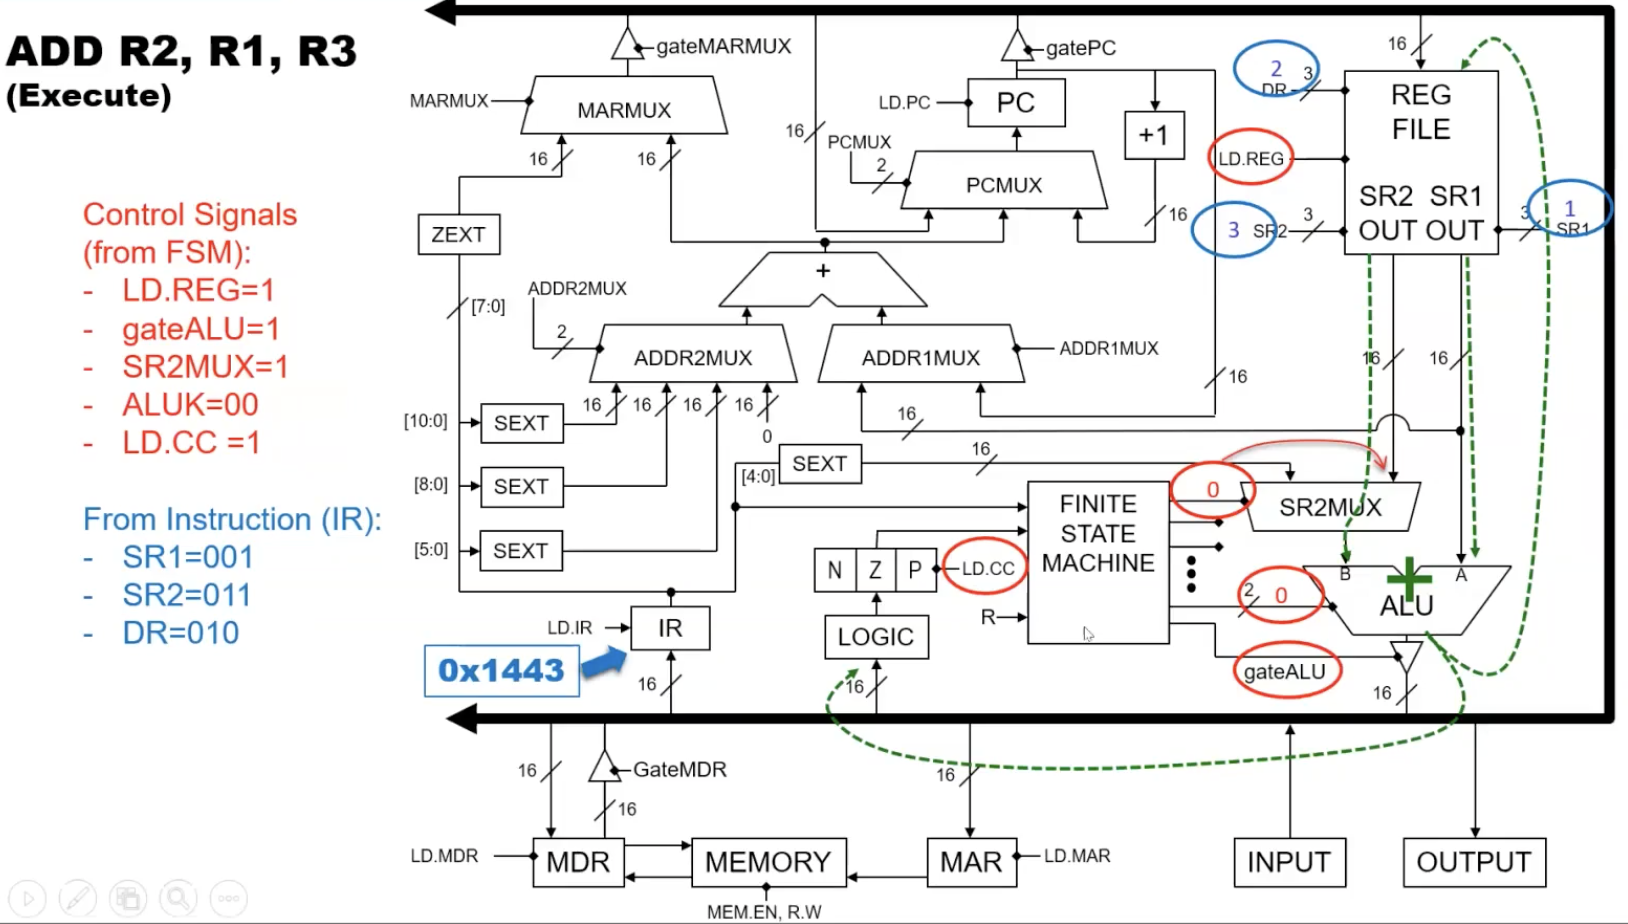 ADD R2, R1, R3
(Execute)
Control Signals
(from FSM):
- LD.REG=1
- gateALU=1
- SR2MUX=1
- ALUK=00
- LD.CC =1
From Instruction (IR):
- SR1=001
- SR2=011
- DR=010
gateMARMUX
MARMUX
MARMUX
16
16
ZEXT
[7:0]
16
gatePC
LD.PC
PC
+1
PCMUX
2
PCMUX
16
+
ADDR2MUX
2
ADDR2MUX
ADDR1MUX
ADDR1MUX
16
16
16
16
16
0
16
[10:0]
SEXT
[8:0]
SEXT
[5:0]
SEXT
[4:0]
SEXT
16
16
2
3
DR
REG
FILE
LD.REG
SR2 SR1
OUT OUT
3
3
SR2
3
1
SR1
16
16
0
SR2MUX
FINITE
STATE
MACHINE
N Z P
LD.CC
R
LOGIC
16
B
A
+
ALU
2
0
gateALU
16
LD.IR
IR
0x1443
16
16
GateMDR
16
16
LD.MDR
MDR
MEMORY
MAR
LD.MAR
INPUT
OUTPUT
MEM.EN, R.W